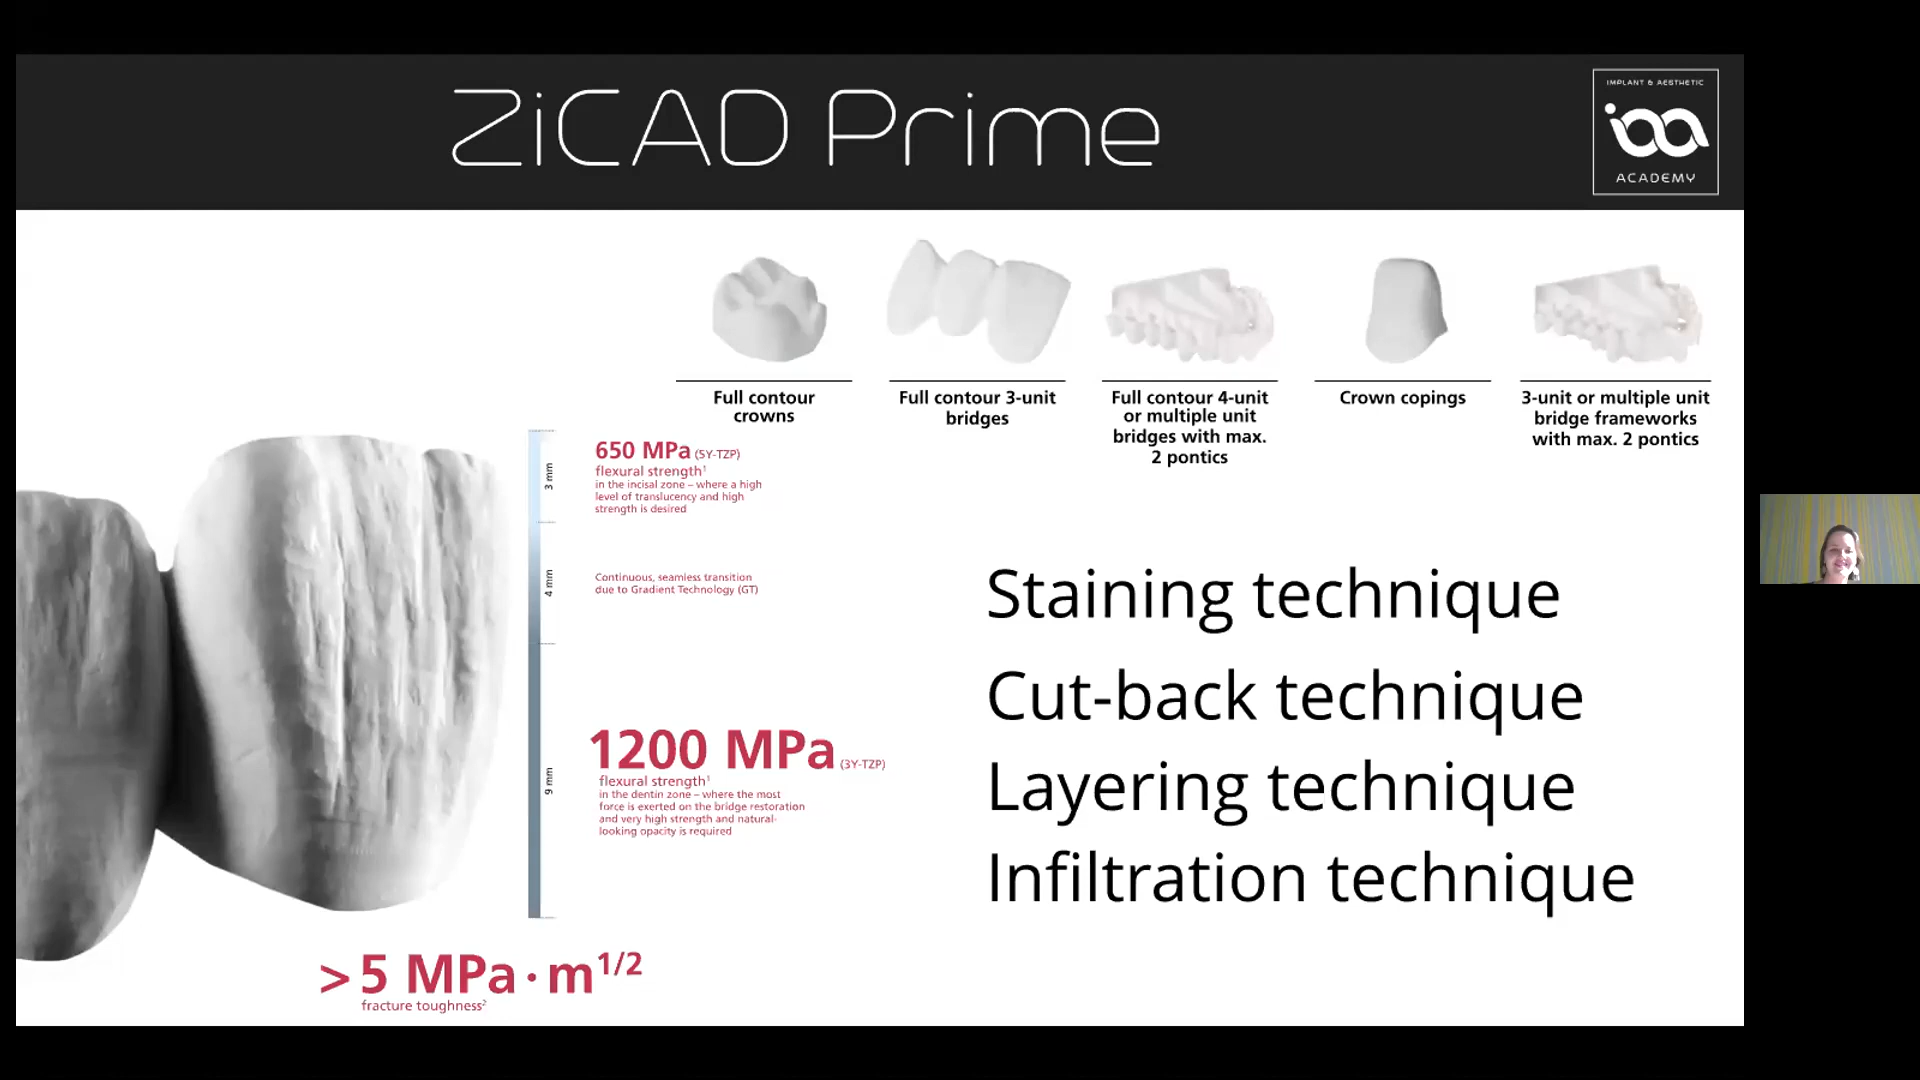 ZiCAD Prime
IMPLANT & AESTHETIC
iaa
ACADEMY
Full contour
crowns
Full contour 3-unit
bridges
Full contour 4-unit
or multiple unit
bridges with max.
2 pontics
Crown copings
3-unit or multiple unit
bridge frameworks
with max. 2 pontics
3 mm
650 MPa (5Y-TZP)
flexural strength¹
in the incisal zone – where a high
level of translucency and high
strength is desired
4 mm
Continuous, seamless transition
due to Gradient Technology (GT)
9 mm
1200 MPa (3Y-TZP)
flexural strength¹
in the dentin zone – where the most
force is exerted on the bridge restoration
and very high strength and natural-
looking opacity is required
> 5 MPa · m1/2
fracture toughness²
Staining technique
Cut-back technique
Layering technique
Infiltration technique